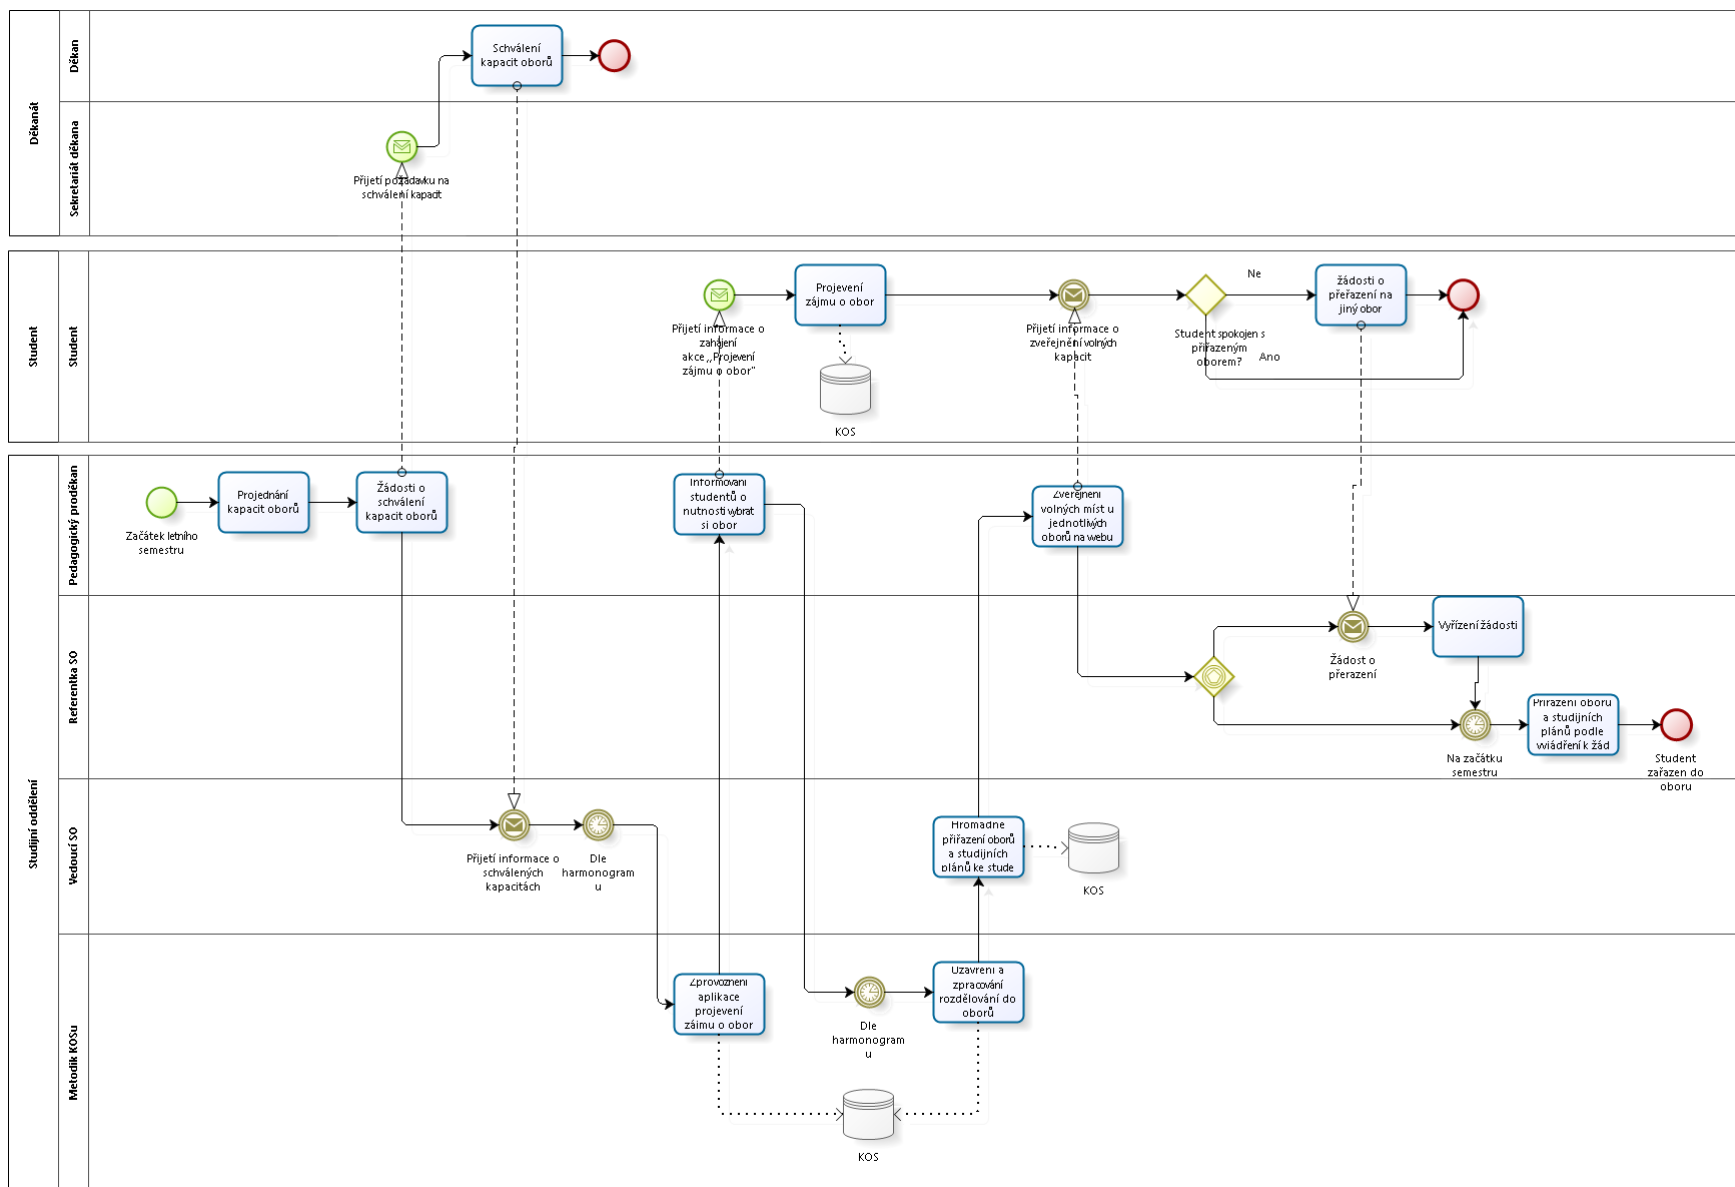 Děkanát
Děkan
Schválení
kapacit oborů
Sekretariát děkana
Přijetí požadavku na
schválení kapacit
Student
Student
Přijetí informace o
zahájení
akce „Projevení
zájmu o obor"
Projevení
zájmu o obor
KOS
Přijetí informace o
zveřejnění volných
kapacit
Student spokojen s
přiřazeným
oborem?
Ne
Ano
žádosti o
přeřazení na
jiný obor
Studijní oddělení
Pedagogický proděkan
Začátek letního
semestru
Projednání
kapacit oborů
Žádosti o
schválení
kapacit oborů
Informování
studentů o
nutnosti vybrat
si obor
Zveřejnění
volných míst u
jednotlivých
oborů na webu
Referentka SO
Žádost o
přerazení
Vyřízení žádosti
Na začátku
semestru
Přiřazení oboru
a studijních
plánů podle
vyjádření k žád
Student
zařazen do
oboru
Vedoucí SO
Přijetí informace o
schválených
kapacitách
Dle
harmonogram
u
Hromadné
přiřazení oborů
a studijních
plánů ke stude
KOS
Metodik KOSu
Zprovoznění
aplikace
projevení
zájmu o obor
Dle
harmonogram
u
Uzavření a
zpracování
rozdělování do
oborů
KOS